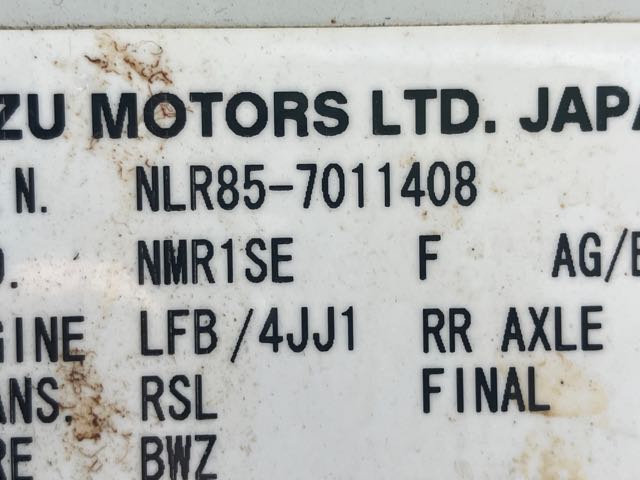 ZU MOTORS LTD. JAPA
N. NLR85-7011408
D. NMR1SE F AG/E
GINE LFB/4JJ1 RR AXLE
ANS. RSL FINAL
RE BWZ